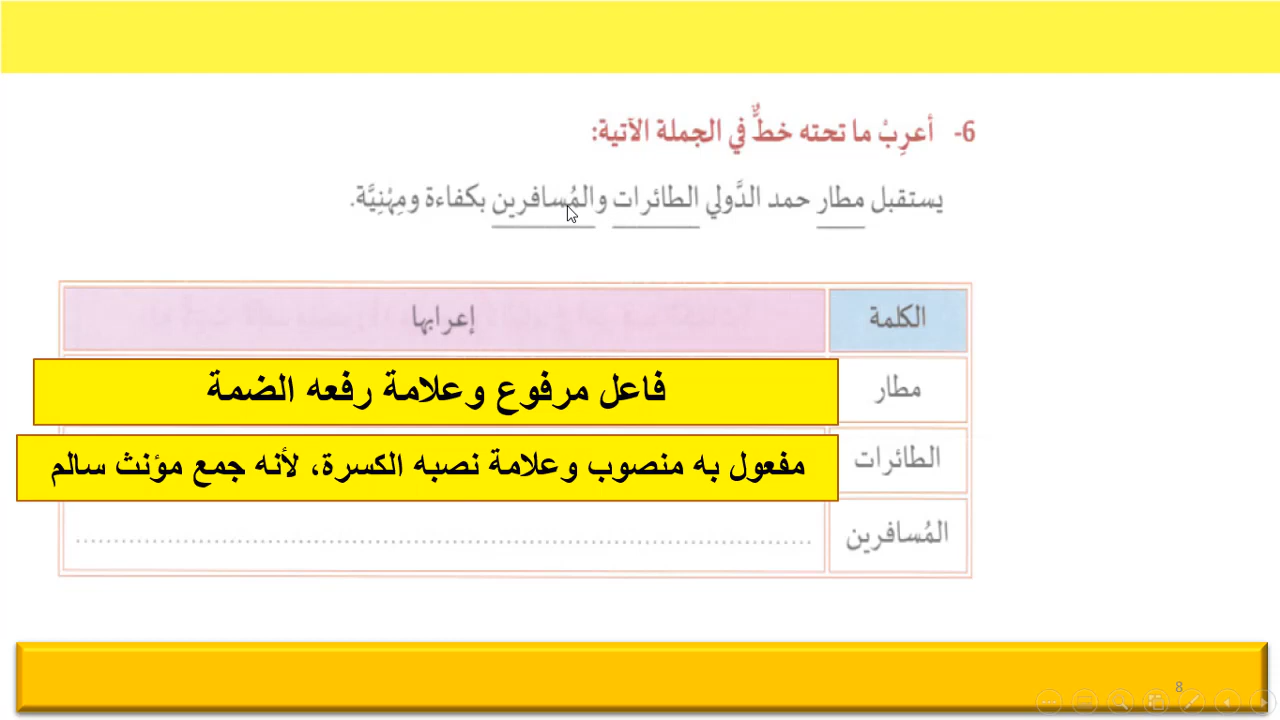 6- أعرِبْ ما تحته خطٌّ في الجملة الآتية:
يستقبل مطار حمد الدَّولي الطائرات والمُسافرين بكفاءة ومِهْنِيَّة.
الكلمة إعرابها
مطار فاعل مرفوع وعلامة رفعه الضمة
الطائرات مفعول به منصوب وعلامة نصبه الكسرة، لأنه جمع مؤنث سالم
المُسافرين
8